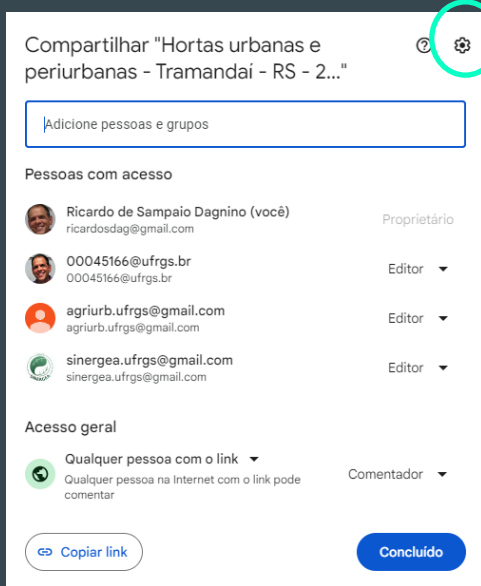 Compartilhar "Hortas urbanas e
periurbanas - Tramandaí - RS - 2..."
Adicione pessoas e grupos
Pessoas com acesso
Ricardo de Sampaio Dagnino (você)
ricardosdag@gmail.com
Proprietário
00045166@ufrgs.br
00045166@ufrgs.br
Editor
agriurb.ufrgs@gmail.com
agriurb.ufrgs@gmail.com
Editor
sinergea.ufrgs@gmail.com
sinergea.ufrgs@gmail.com
Editor
Acesso geral
Qualquer pessoa com o link
Qualquer pessoa na Internet com o link pode
comentar
Comentador
Copiar link
Concluído